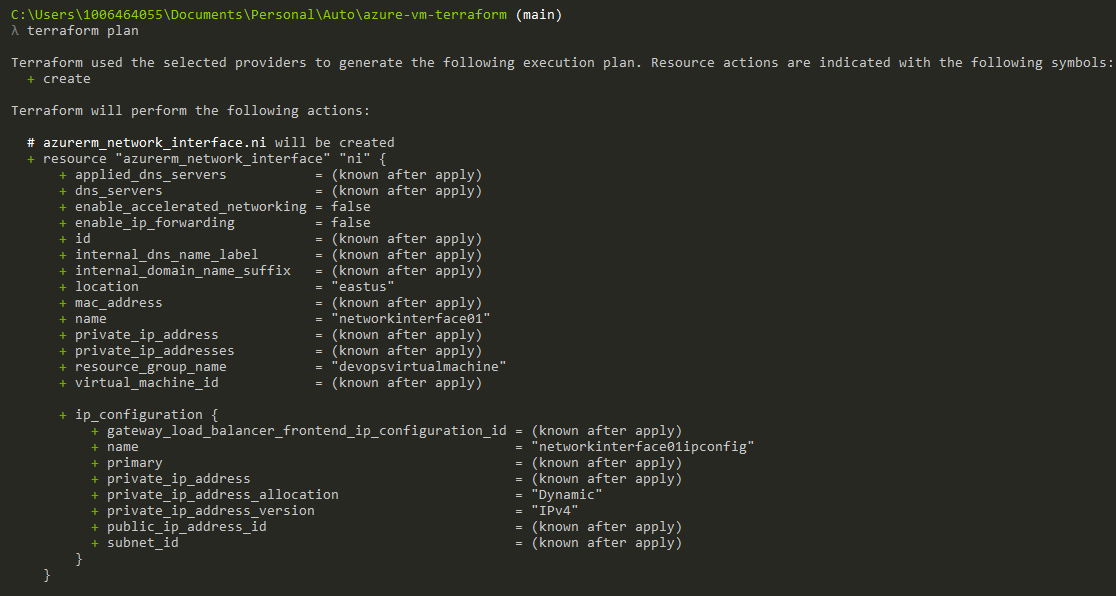 C:\Users\1006464055\Documents\Personal\Auto\azure-vm-terraform (main)
λ terraform plan
Terraform used the selected providers to generate the following execution plan. Resource actions are indicated with the following symbols:
+ create
Terraform will perform the following actions:
# azurerm_network_interface.ni will be created
+ resource "azurerm_network_interface" "ni" {
+ applied_dns_servers = (known after apply)
+ dns_servers = (known after apply)
+ enable_accelerated_networking = false
+ enable_ip_forwarding = false
+ id = (known after apply)
+ internal_dns_name_label = (known after apply)
+ internal_domain_name_suffix = (known after apply)
+ location = "eastus"
+ mac_address = (known after apply)
+ name = "networkinterface01"
+ private_ip_address = (known after apply)
+ private_ip_addresses = (known after apply)
+ resource_group_name = "devopsvirtualmachine"
+ virtual_machine_id = (known after apply)
+ ip_configuration {
+ gateway_load_balancer_frontend_ip_configuration_id = (known after apply)
+ name = "networkinterface01ipconfig"
+ primary = (known after apply)
+ private_ip_address = (known after apply)
+ private_ip_address_allocation = "Dynamic"
+ private_ip_address_version = "IPv4"
+ public_ip_address_id = (known after apply)
+ subnet_id = (known after apply)
}
}